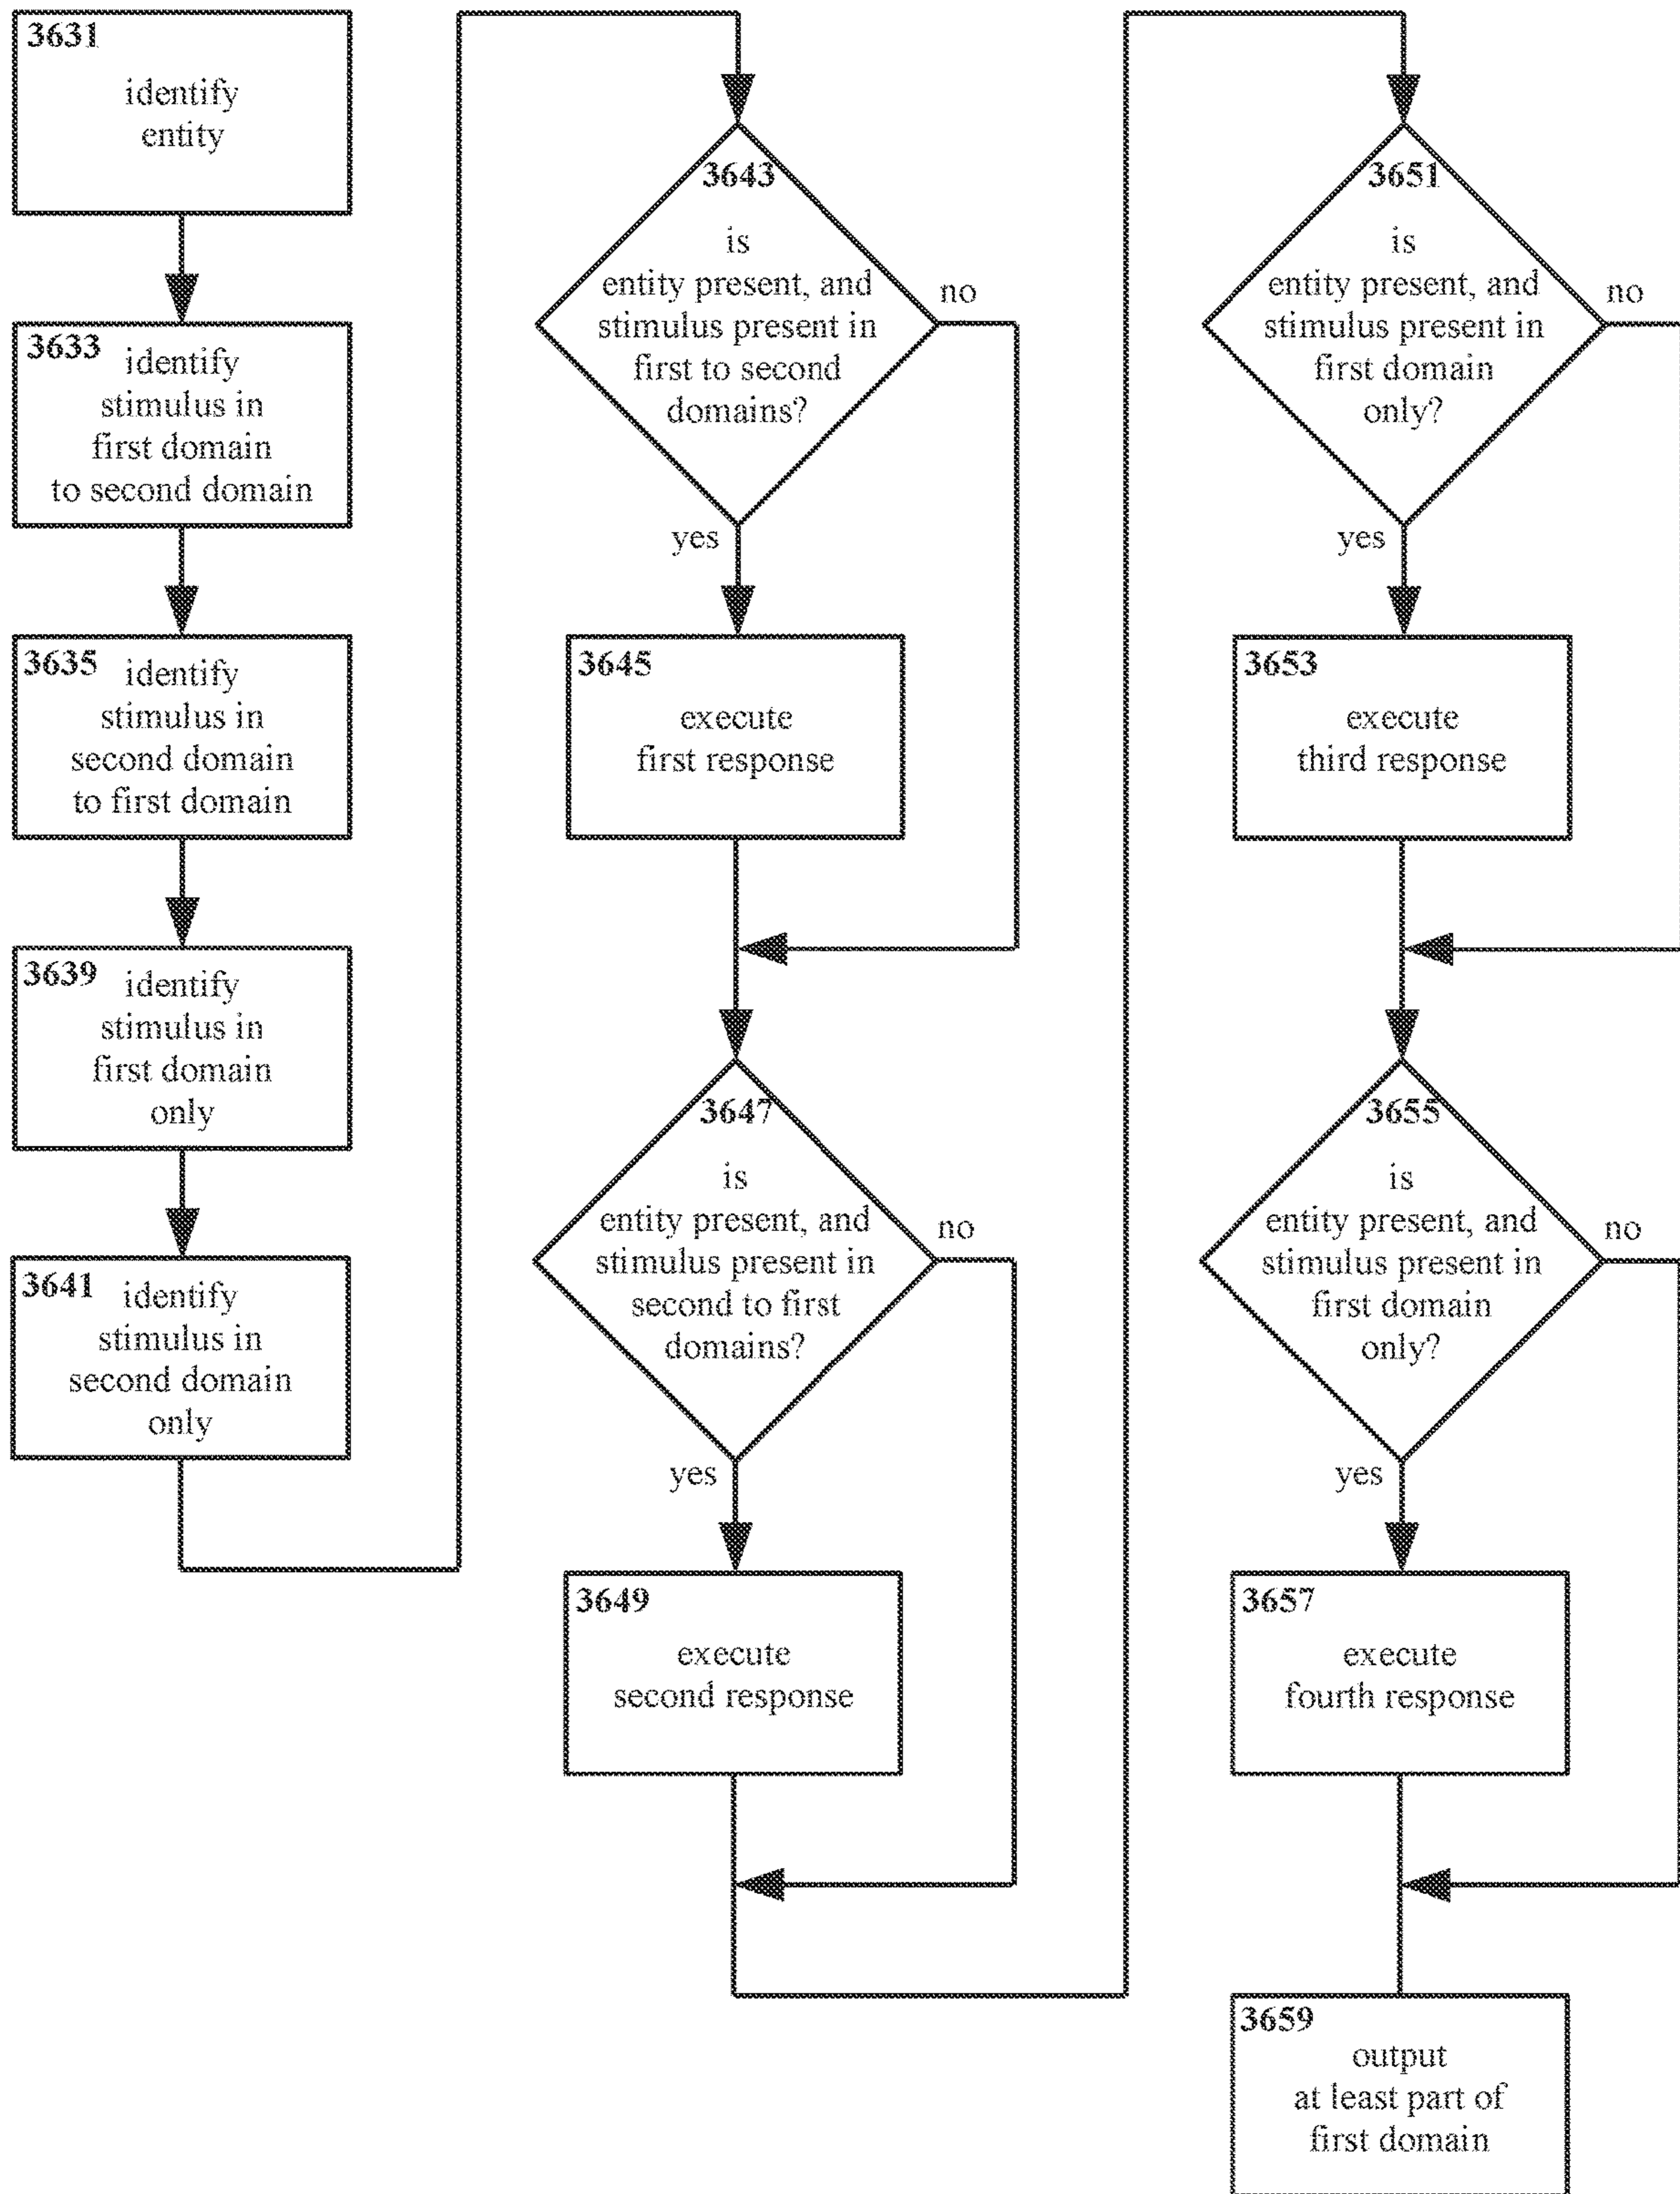 3631
identify
entity
3633
identify
stimulus in
first domain
to second domain
3635
identify
stimulus in
second domain
to first domain
3639
identify
stimulus in
first domain
only
3641
identify
stimulus in
second domain
only
3643
is
entity present, and
stimulus present in
first to second
domains?
no
yes
3645
execute
first response
3647
is
entity present, and
stimulus present in
second to first
domains?
no
yes
3649
execute
second response
3651
is
entity present, and
stimulus present in
first domain
only?
no
yes
3653
execute
third response
3655
is
entity present, and
stimulus present in
first domain
only?
no
yes
3657
execute
fourth response
3659
output
at least part of
first domain